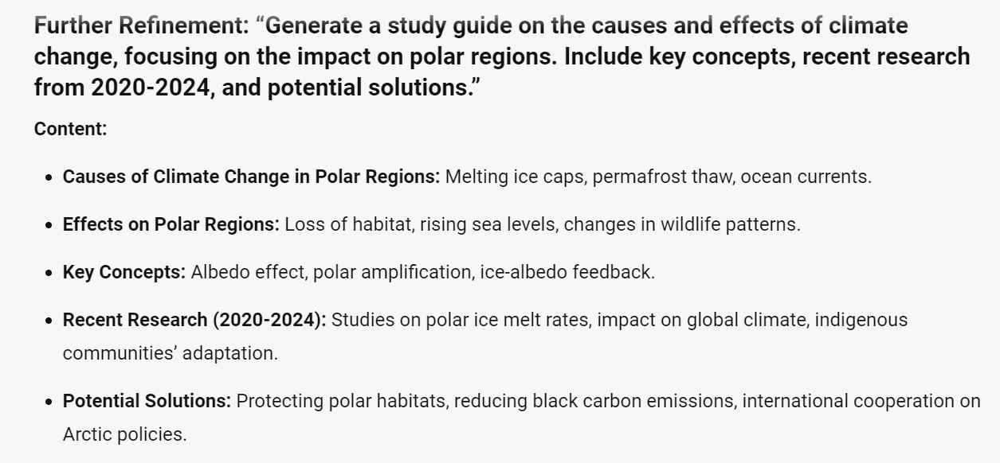 Further Refinement: “Generate a study guide on the causes and effects of climate
change, focusing on the impact on polar regions. Include key concepts, recent research
from 2020-2024, and potential solutions.”
Content:
• Causes of Climate Change in Polar Regions: Melting ice caps, permafrost thaw, ocean currents.
• Effects on Polar Regions: Loss of habitat, rising sea levels, changes in wildlife patterns.
• Key Concepts: Albedo effect, polar amplification, ice-albedo feedback.
• Recent Research (2020-2024): Studies on polar ice melt rates, impact on global climate, indigenous
communities’ adaptation.
• Potential Solutions: Protecting polar habitats, reducing black carbon emissions, international cooperation on
Arctic policies.